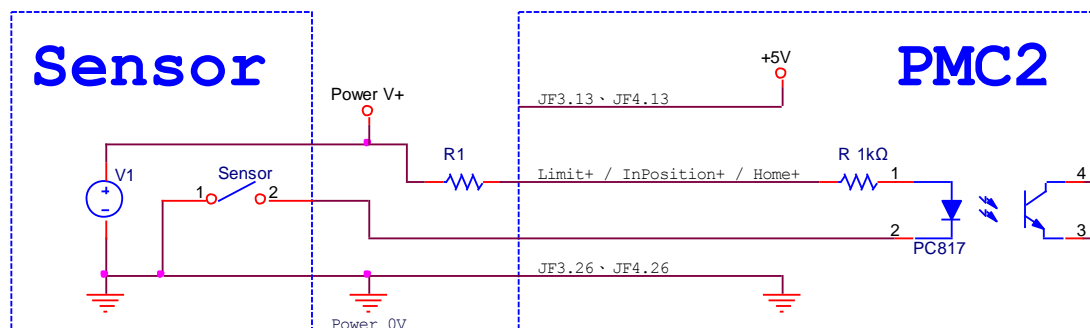 Sensor
PMC2
+5V
Power V+
JF3.13、JF4.13
R1
R 1kΩ
V1
Sensor
Limit+ / InPosition+ / Home+
1
4
1
2
2
3
PC817
JF3.26、JF4.26
Power 0V